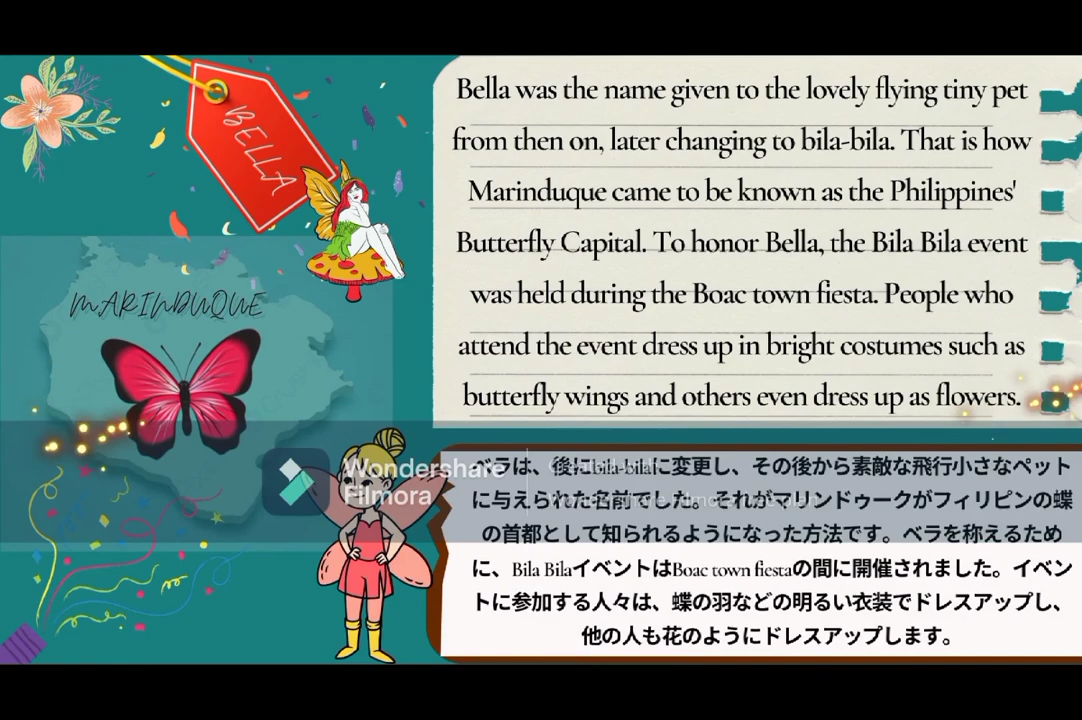 BELLA
MARINDUQUE
Bella was the name given to the lovely flying tiny pet
from then on, later changing to bila-bila. That is how
Marinduque came to be known as the Philippines'
Butterfly Capital. To honor Bella, the Bila Bila event
was held during the Boac town fiesta. People who
attend the event dress up in bright costumes such as
butterfly wings and others even dress up as flowers.
Wondershare
Filmora
ベラは、後にbila-bilaに変更し、その後から素敵な飛行小さなペット
に与えられた名前でした。それがマリンドゥークがフィリピンの蝶
の首都として知られるようになった方法です。ベラを称えるため
に、Bila BilaイベントはBoac town fiestaの間に開催されました。イベン
トに参加する人々は、蝶の羽などの明るい衣装でドレスアップし、
他の人も花のようにドレスアップします。